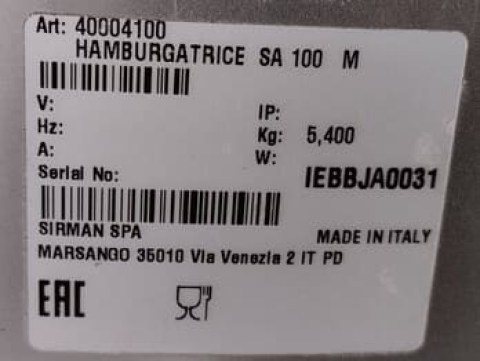 Art: 40004100
HAMBURGATRICE SA 100 M
V:
IP:
Hz:
Kg: 5,400
A:
W:
Serial No:
IEBBJA0031
SIRMAN SPA
MADE IN ITALY
MARSANGO 35010 Via Venezia 2 IT PD
EAC